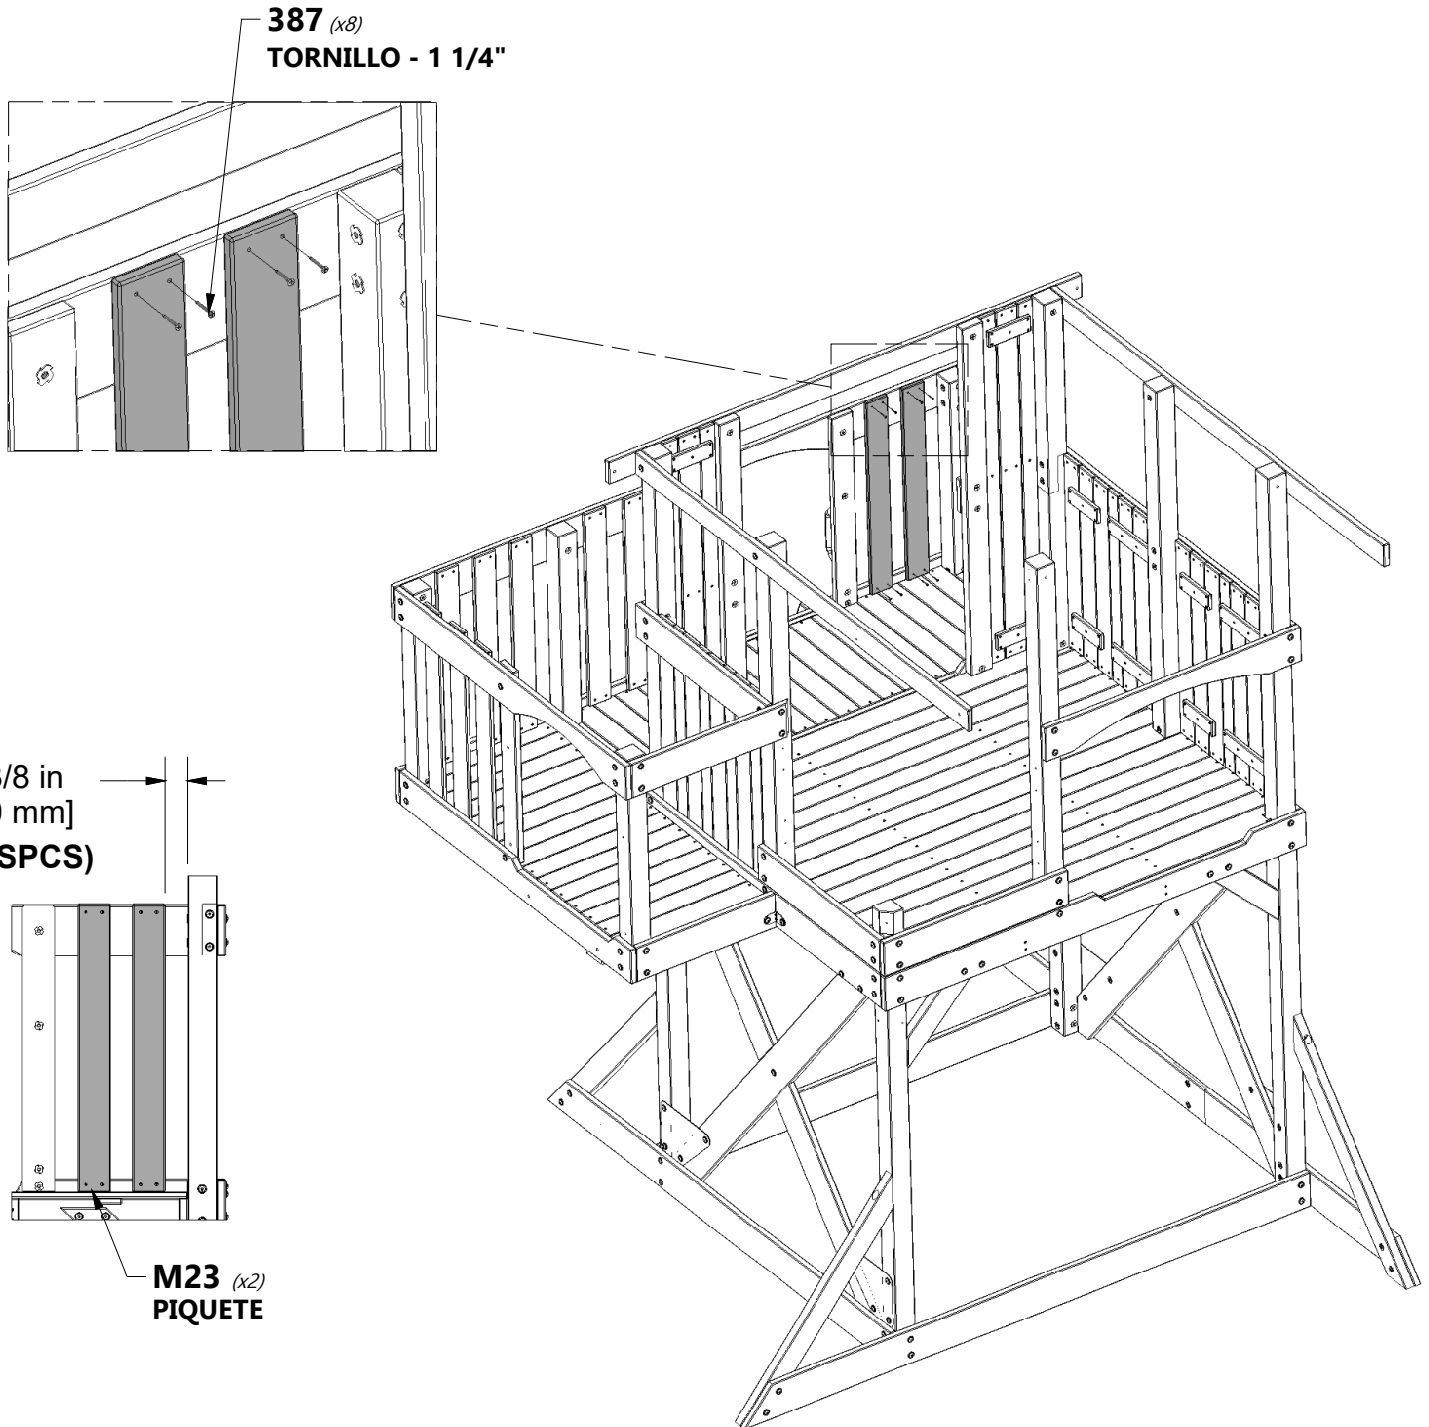 387 (x8)
TORNILLO - 1 1/4"
/8 in
mm]
SPCS)
M23 (x2)
PIQUETE